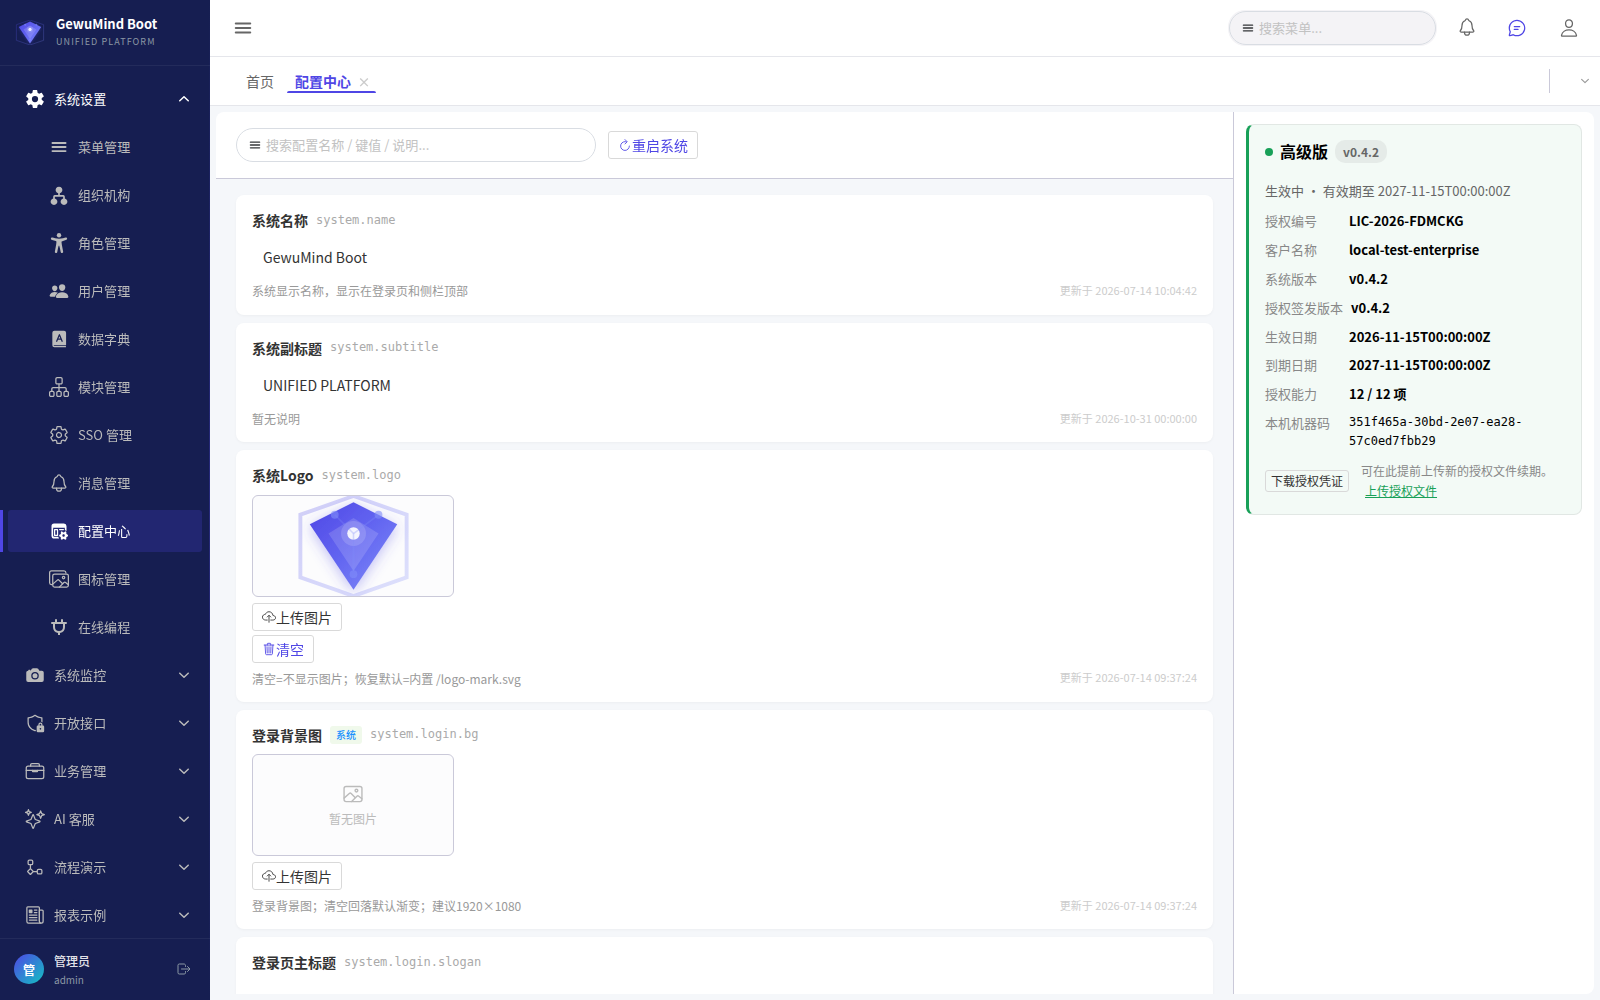 GewuMind Boot
UNIFIED PLATFORM
系统设置
菜单管理
组织机构
角色管理
用户管理
数据字典
模块管理
SSO 管理
消息管理
配置中心
图标管理
在线编程
系统监控
开放接口
业务管理
AI 客服
流程演示
报表示例
管
管理员
admin
搜索菜单...
首页
配置中心
搜索配置名称 / 键值 / 说明...
重启系统
系统名称 system.name
GewuMind Boot
系统显示名称，显示在登录页和侧栏顶部
更新于 2026-07-14 10:04:42
系统副标题 system.subtitle
UNIFIED PLATFORM
暂无说明
更新于 2026-10-31 00:00:00
系统Logo system.logo
上传图片
清空
清空=不显示图片；恢复默认=内置 /logo-mark.svg
更新于 2026-07-14 09:37:24
登录背景图 系统 system.login.bg
暂无图片
上传图片
登录背景图；清空回落默认渐变；建议1920×1080
更新于 2026-07-14 09:37:24
登录页主标题 system.login.slogan
高级版 v0.4.2
生效中 · 有效期至 2027-11-15T00:00:00Z
授权编号 LIC-2026-FDMCKG
客户名称 local-test-enterprise
系统版本 v0.4.2
授权签发版本 v0.4.2
生效日期 2026-11-15T00:00:00Z
到期日期 2027-11-15T00:00:00Z
授权能力 12 / 12 项
本机机器码 351f465a-30bd-2e07-ea28-
57c0ed7fbb29
下载授权凭证
可在此提前上传新的授权文件续期。
上传授权文件